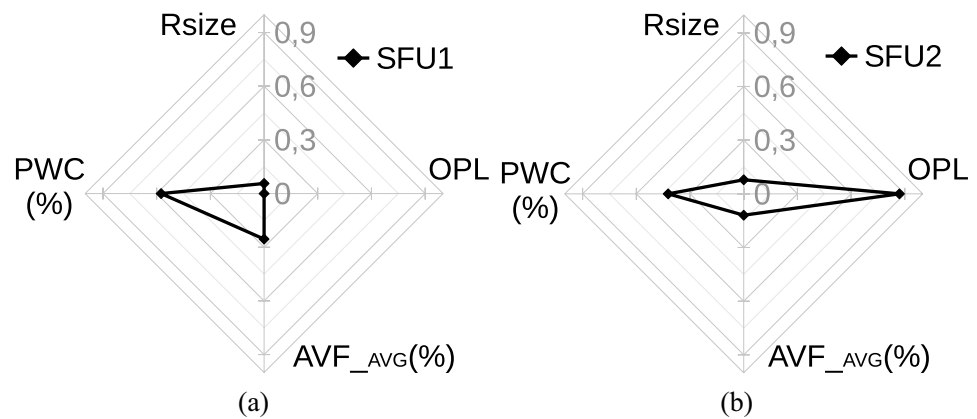 Rsize
0,9
SFU1
0,6
0,3
PWC
(%)
OPL
0
AVF_AVG(%)
(a)
Rsize
0,9
SFU2
0,6
0,3
PWC
(%)
OPL
0
AVF_AVG(%)
(b)